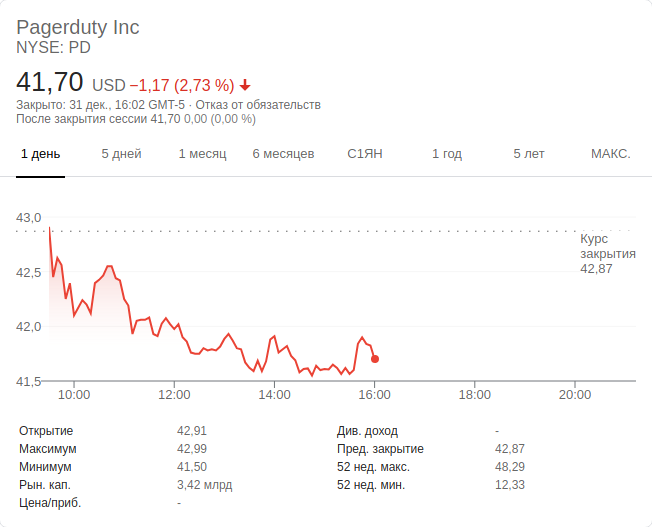 Pagerduty Inc
NYSE: PD
41,70 USD −1,17 (2,73 %)
Закрыто: 31 дек., 16:02 GMT-5 · Отказ от обязательств
После закрытия сессии 41,70 0,00 (0,00 %)
1 день 5 дней 1 месяц 6 месяцев С1ЯН 1 год 5 лет МАКС.
43,0
Курс
закрытия
42,87
42,5
42,0
41,5
10:00 12:00 14:00 16:00 18:00 20:00
Открытие 42,91 Див. доход -
Максимум 42,99 Пред. закрытие 42,87
Минимум 41,50 52 нед. макс. 48,29
Рын. кап. 3,42 млрд 52 нед. мин. 12,33
Цена/приб. -